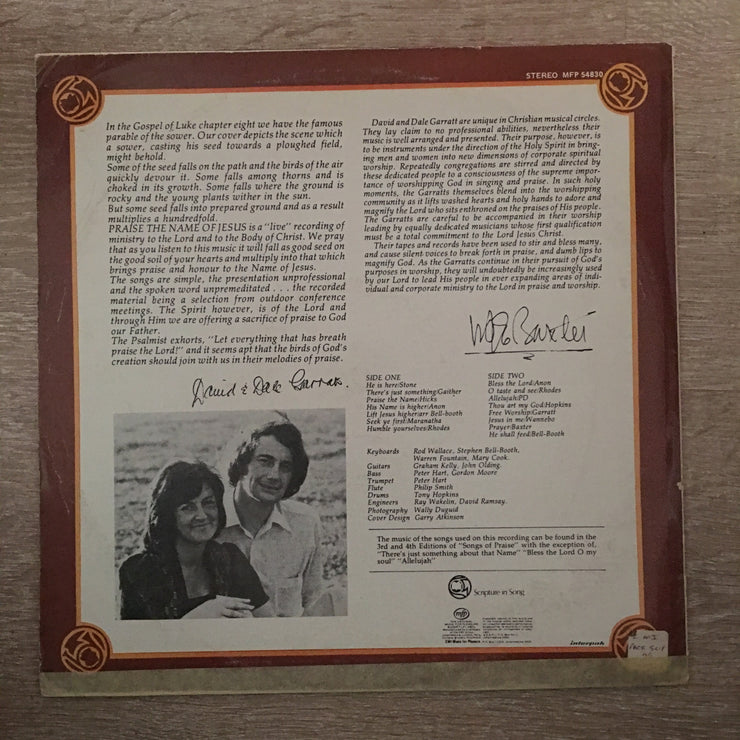 STEREO MFP 54830
In the Gospel of Luke chapter eight we have the famous
parable of the sower. Our cover depicts the scene which
a sower, casting his seed towards a ploughed field,
might behold.
Some of the seed falls on the path and the birds of the air
quickly devour it. Some falls among thorns and is
choked in its growth. Some falls where the ground is
rocky and the young plants wither in the sun.
But some seed falls into prepared ground and as a result
multiplies a hundredfold.
PRAISE THE NAME OF JESUS is a "live" recording of
ministry to the Lord and to the Body of Christ. We pray
that as you listen to this music it will fall as good seed on
the good soil of your hearts and multiply into that which
brings praise and honour to the Name of Jesus.
The songs are simple, the presentation unprofessional
and the spoken word unpremeditated . . . the recorded
material being a selection from outdoor conference
meetings. The Spirit however, is of the Lord and
through Him we are offering a sacrifice of praise to God
our Father.
The Psalmist exhorts, "Let everything that has breath
praise the Lord!" and it seems apt that the birds of God's
creation should join with us in their melodies of praise.
David & Dale Garratt.
David and Dale Garratt are unique in Christian musical circles.
They lay claim to no professional abilities, nevertheless their
music is well arranged and presented. Their purpose, however, is
to be instruments under the direction of the Holy Spirit in bring-
ing men and women into new dimensions of corporate spiritual
worship. Repeatedly congregations are stirred and directed by
these dedicated people to a consciousness of the supreme import-
ance of worshipping God in singing and praise. In such holy
moments, the Garratts themselves blend into the worshipping
community as it lifts washed hearts and holy hands to adore and
magnify the Lord who sits enthroned on the praises of His people.
The Garratts are careful to be accompanied in their worship
leading by equally dedicated musicians whose first qualification
must be a total commitment to the Lord Jesus Christ.
Their tapes and records have been used to stir and bless many,
and cause silent voices to break forth in praise, and dumb lips to
magnify God. As the Garratts continue in their pursuit of God's
purposes in worship, they will undoubtedly be increasingly used
by our Lord to lead His people in ever expanding areas of indi-
vidual and corporate ministry to the Lord in praise and worship.
Baxter
SIDE ONE
He is here:Stone
There's just something:Gaither
Praise the Name:Hicks
His Name is higher:Anon
Lift Jesus higher:arr Bell-booth
Seek ye first:Maranatha
Humble yourselves:Rhodes
SIDE TWO
Bless the Lord:Anon
O taste and see:Rhodes
Allelujah:PD
Thou art my God:Hopkins
Free Worship:Garratt
Jesus in me:Wannebo
Prayer:Baxter
He shall feed:Bell-Booth
Keyboards Rod Wallace, Stephen Bell-Booth,
Warren Fountain, Mary Cook.
Guitars Graham Kelly, John Olding.
Bass Peter Hart, Gordon Moore
Trumpet Peter Hart
Flute Philip Smith
Drums Tony Hopkins
Engineers Ray Wakelin, David Ramsay.
Photography Wally Duguid
Cover Design Garry Atkinson
The music of the songs used on this recording can be found in the
3rd and 4th Editions of "Songs of Praise" with the exception of,
"There's just something about that Name" "Bless the Lord O my
soul" "Allelujah"
Scripture in Song
mfp
interpak